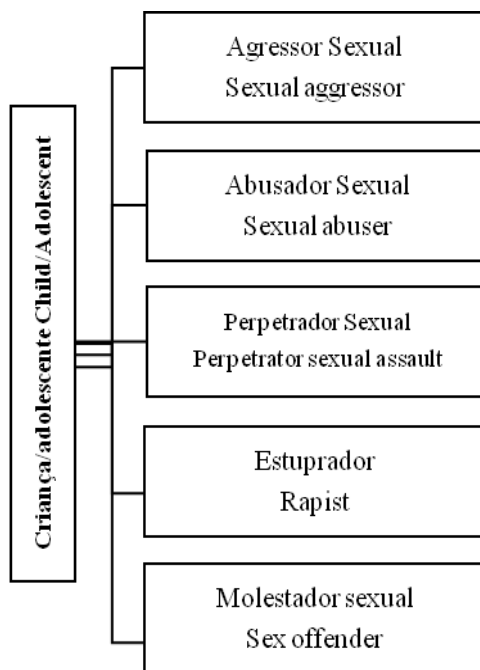 Criança/adolescente Child/Adolescent
Agressor Sexual
Sexual aggressor
Abusador Sexual
Sexual abuser
Perpetrador Sexual
Perpetrator sexual assault
Estuprador
Rapist
Molestador sexual
Sex offender